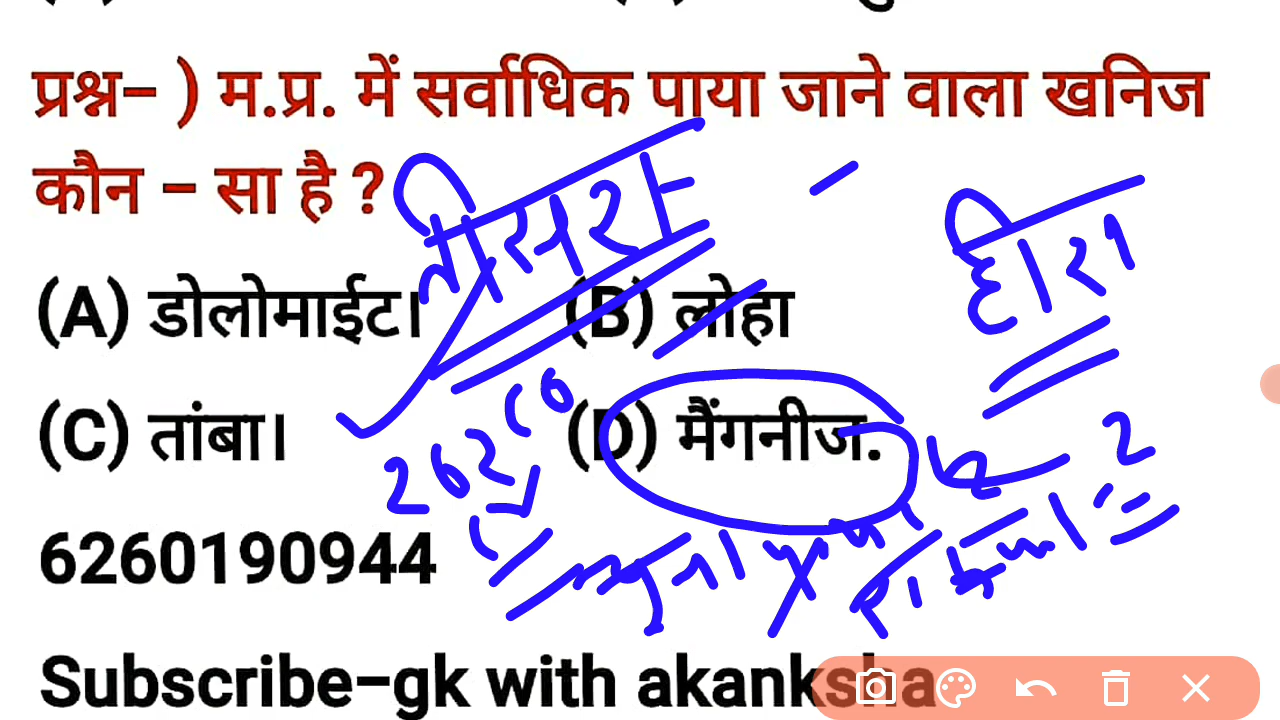 प्रश्न– ) म.प्र. में सर्वाधिक पाया जाने वाला खनिज
कौन – सा है ?
तीसरा
हीरा
(A) डोलोमाईट। (B) लोहा
(C) तांबा। (D) मैंगनीज.
6260190944
Subscribe–gk with akanksha